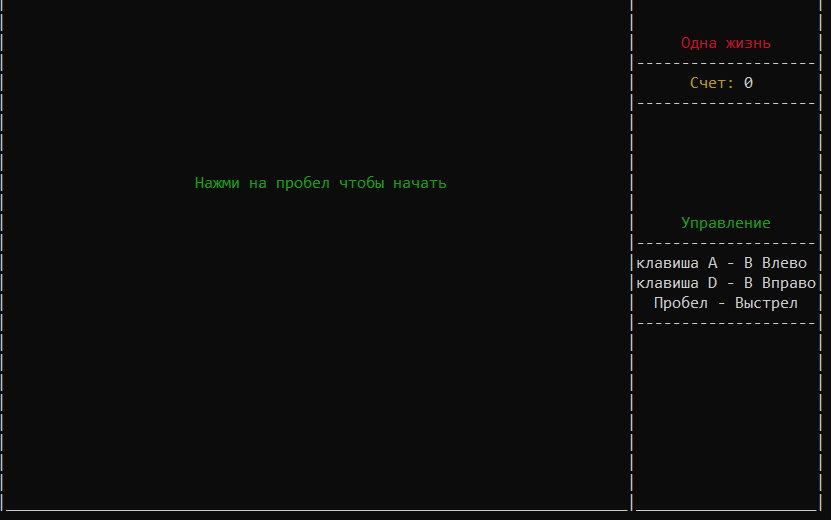 Одна жизнь
Счет: 0
Нажми на пробел чтобы начать
Управление
клавиша A - В Влево
клавиша D - В Вправо
Пробел - Выстрел